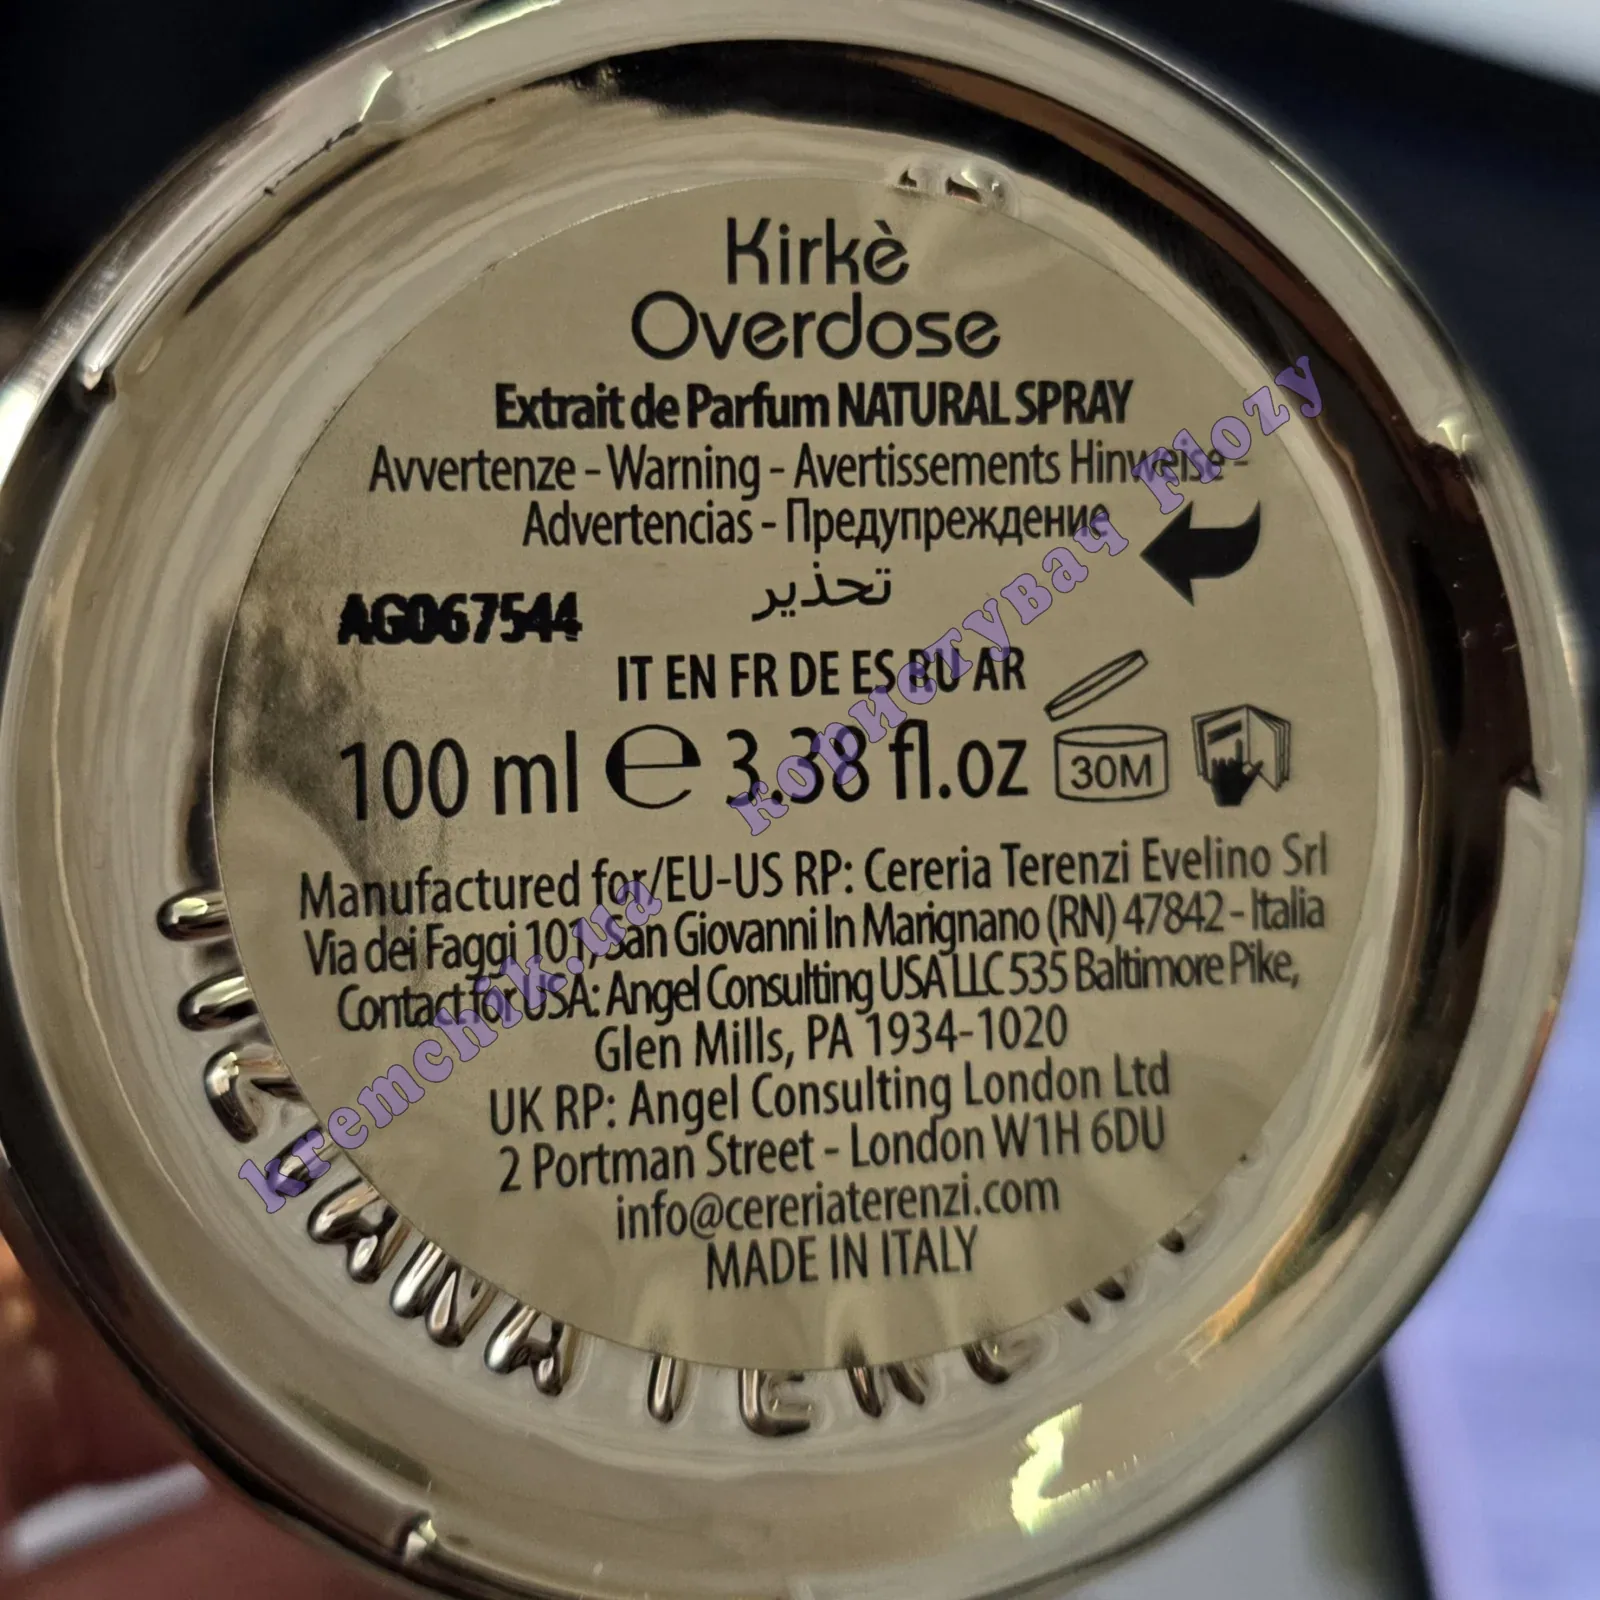 Kirkè
Overdose
Extrait de Parfum NATURAL SPRAY
Avvertenze - Warning - Avertissements Hinweise -
Advertencias - Предупреждение
تحذير
AG067544
IT EN FR DE ES RU AR
100 ml e 3.38 fl.oz
30M
Manufactured for/EU-US RP: Cereria Terenzi Evelino Srl
Via dei Faggi 101, San Giovanni In Marignano (RN) 47842 - Italia
Contact for USA: Angel Consulting USA LLC 535 Baltimore Pike,
Glen Mills, PA 1934-1020
UK RP: Angel Consulting London Ltd
2 Portman Street - London W1H 6DU
info@cereriaterenzi.com
MADE IN ITALY
kremchik.ua користувач Flozy